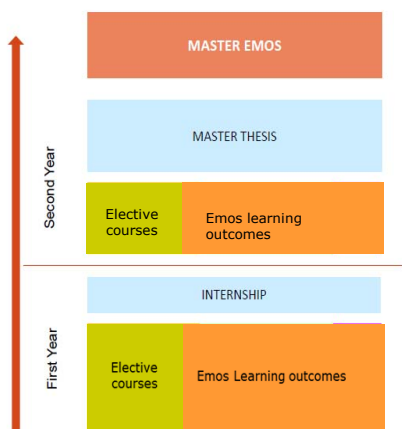 MASTER EMOS
MASTER THESIS
Second Year
Elective
courses
Emos learning
outcomes
INTERNSHIP
First Year
Elective
courses
Emos Learning outcomes